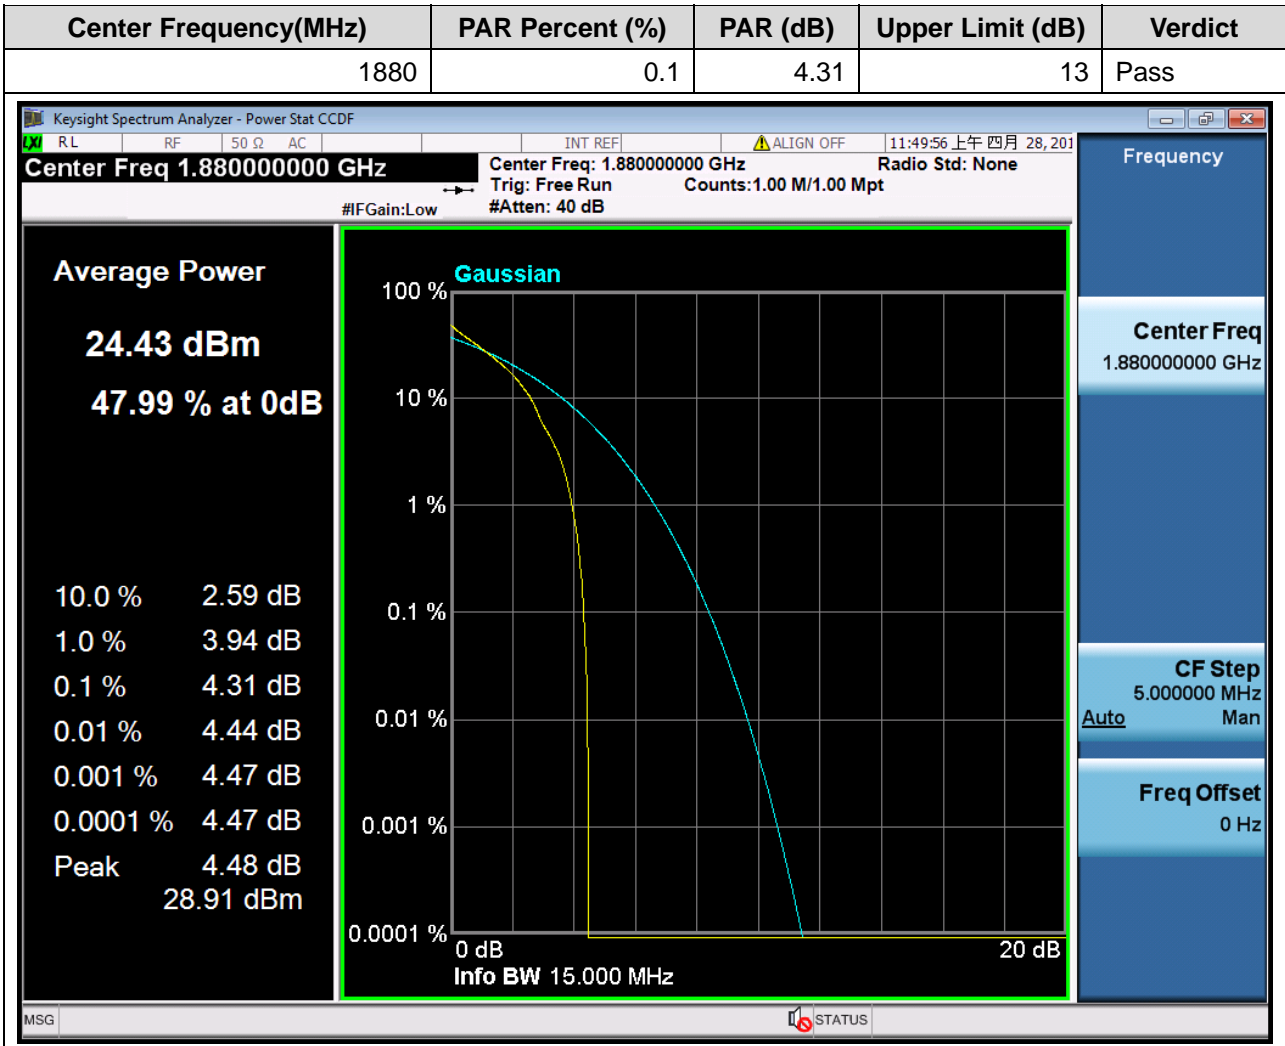 Center Frequency(MHz) PAR Percent (%) PAR (dB) Upper Limit (dB) Verdict
1880 0.1 4.31 13 Pass
Keysight Spectrum Analyzer - Power Stat CCDF
LXI RL RF 50 Ω AC INT REF ALIGN OFF 11:49:56 上午 四月 28, 201
Center Freq 1.880000000 GHz
Center Freq: 1.880000000 GHz Radio Std: None
Trig: Free Run Counts:1.00 M/1.00 Mpt
#IFGain:Low #Atten: 40 dB
Average Power
24.43 dBm
47.99 % at 0dB
10.0 % 2.59 dB
1.0 % 3.94 dB
0.1 % 4.31 dB
0.01 % 4.44 dB
0.001 % 4.47 dB
0.0001 % 4.47 dB
Peak 4.48 dB
28.91 dBm
Gaussian
100 %
10 %
1 %
0.1 %
0.01 %
0.001 %
0.0001 %
0 dB 20 dB
Info BW 15.000 MHz
Frequency
Center Freq
1.880000000 GHz
CF Step
5.000000 MHz
Auto Man
Freq Offset
0 Hz
MSG STATUS